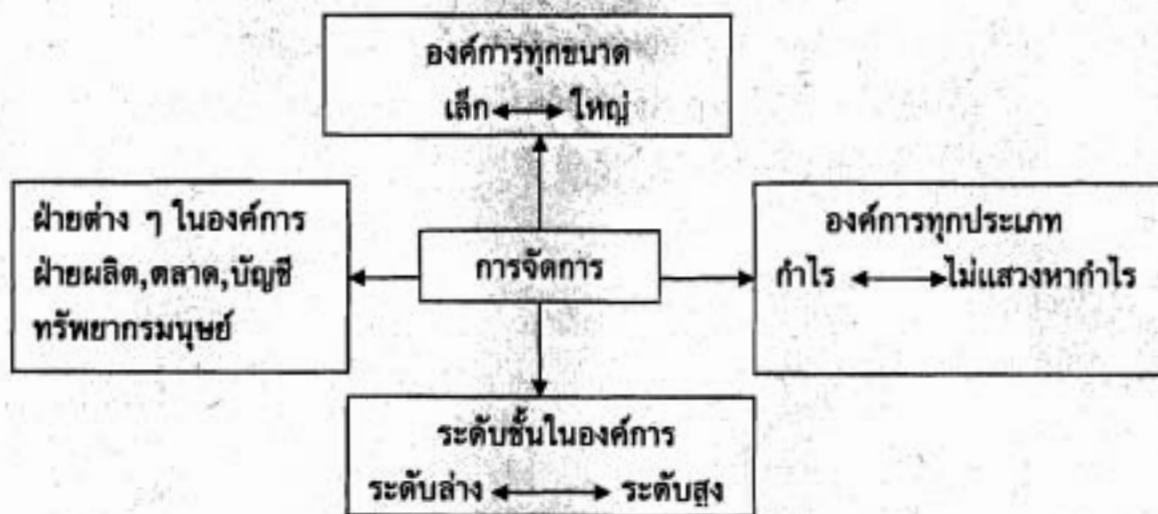 องค์การทุกขนาด
เล็ก ใหญ่
ฝ่ายต่าง ๆ ในองค์การ
ฝ่ายผลิต,ตลาด,บัญชี
ทรัพยากรมนุษย์
การจัดการ
องค์การทุกประเภท
กำไร ไม่แสวงหากำไร
ระดับชั้นในองค์การ
ระดับล่าง ระดับสูง